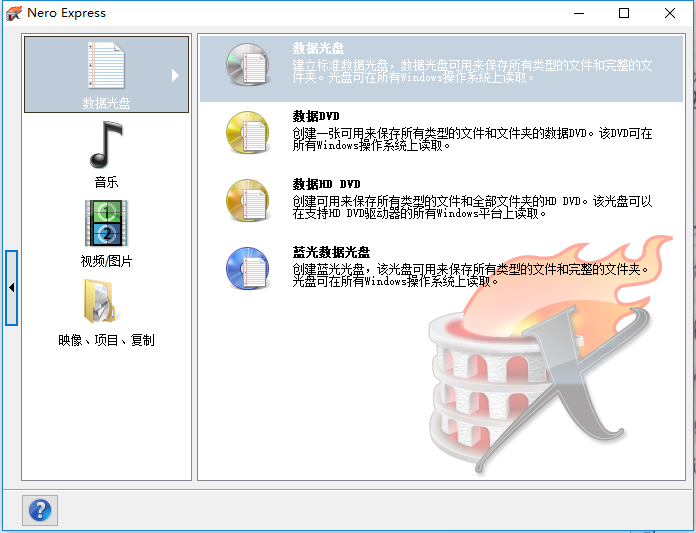 Nero Express
数据光盘
音乐
视频/图片
映像、项目、复制
数据光盘
建立标准数据光盘，数据光盘可用来保存所有类型的文件和完整的文
件夹。光盘可在所有Windows操作系统上读取。
数据DVD
创建一张可用来保存所有类型的文件和文件夹的数据DVD。该DVD可在
所有Windows操作系统上读取。
数据HD DVD
创建可用来保存所有类型的文件和全部文件夹的HD DVD。该光盘可以
在支持HD DVD驱动器的所有Windows平台上读取。
蓝光数据光盘
创建蓝光光盘，该光盘可用来保存所有类型的文件和完整的文件夹。
光盘可在所有Windows操作系统上读取。